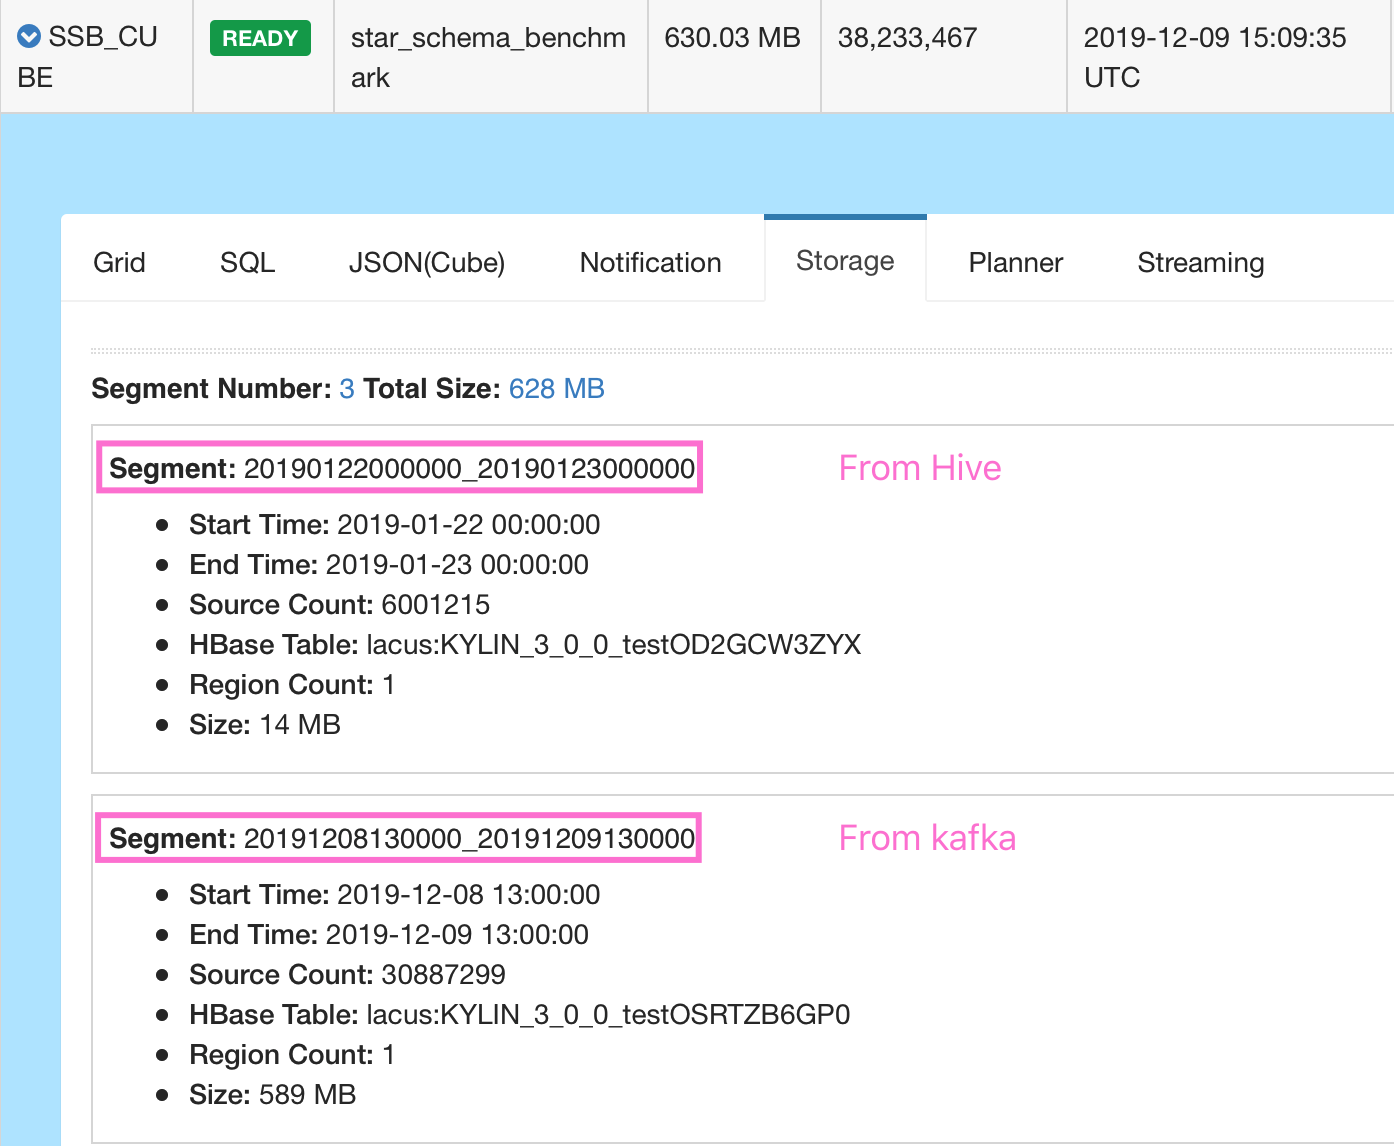 SSB_CU
BE
READY
star_schema_benchm
ark
630.03 MB
38,233,467
2019-12-09 15:09:35
UTC
Grid SQL JSON(Cube) Notification Storage Planner Streaming
Segment Number: 3 Total Size: 628 MB
Segment: 20190122000000_20190123000000 From Hive
Start Time: 2019-01-22 00:00:00
End Time: 2019-01-23 00:00:00
Source Count: 6001215
HBase Table: lacus:KYLIN_3_0_0_testOD2GCW3ZYX
Region Count: 1
Size: 14 MB
Segment: 20191208130000_20191209130000 From kafka
Start Time: 2019-12-08 13:00:00
End Time: 2019-12-09 13:00:00
Source Count: 30887299
HBase Table: lacus:KYLIN_3_0_0_testOSRTZB6GP0
Region Count: 1
Size: 589 MB